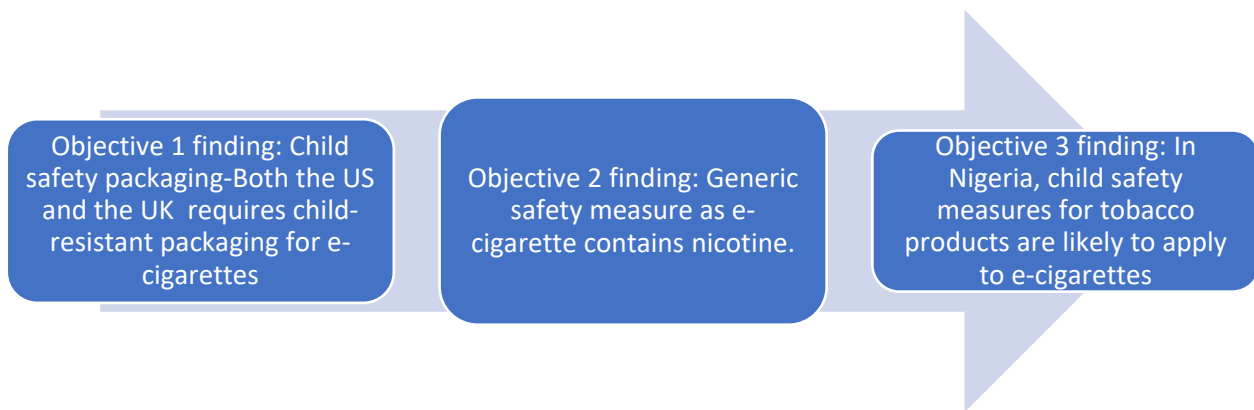 Objective 1 finding: Child
safety packaging-Both the US
and the UK  requires child-
resistant packaging for e-
cigarettes
Objective 2 finding: Generic
safety measure as e-
cigarette contains nicotine.
Objective 3 finding: In
Nigeria, child safety
measures for tobacco
products are likely to apply
to e-cigarettes